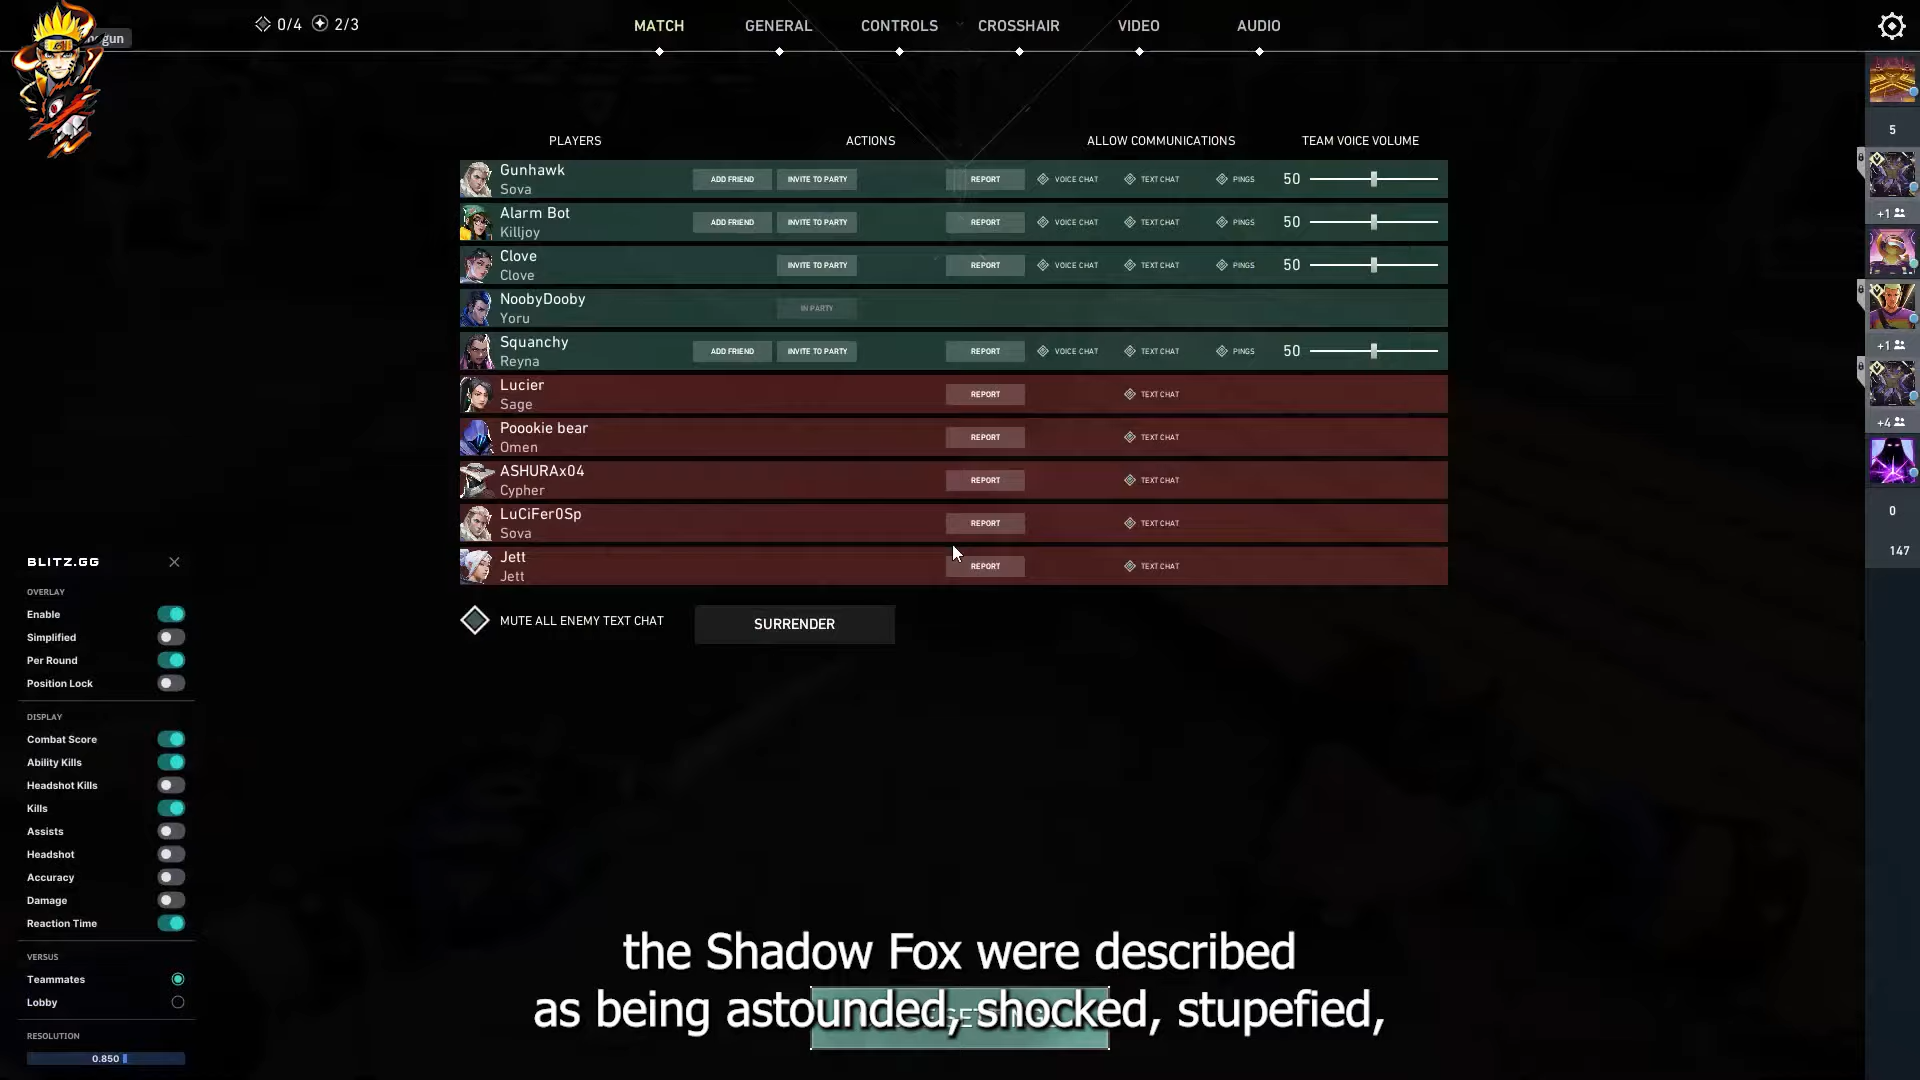 0/4 2/3
MATCH GENERAL CONTROLS CROSSHAIR VIDEO AUDIO
PLAYERS ACTIONS ALLOW COMMUNICATIONS TEAM VOICE VOLUME
Gunhawk
Sova
ADD FRIEND INVITE TO PARTY REPORT VOICE CHAT TEXT CHAT PINGS 50
Alarm Bot
Killjoy
ADD FRIEND INVITE TO PARTY REPORT VOICE CHAT TEXT CHAT PINGS 50
Clove
Clove
INVITE TO PARTY REPORT VOICE CHAT TEXT CHAT PINGS 50
NoobyDooby
Yoru
IN PARTY
Squanchy
Reyna
ADD FRIEND INVITE TO PARTY REPORT VOICE CHAT TEXT CHAT PINGS 50
Lucier
Sage
REPORT TEXT CHAT
Poookie bear
Omen
REPORT TEXT CHAT
ASHURAx04
Cypher
REPORT TEXT CHAT
LuCiFer0Sp
Sova
REPORT TEXT CHAT
Jett
Jett
REPORT TEXT CHAT
MUTE ALL ENEMY TEXT CHAT SURRENDER
5
+1
+1
+4
0
147
BLITZ.GG
OVERLAY
Enable
Simplified
Per Round
Position Lock
DISPLAY
Combat Score
Ability Kills
Headshot Kills
Kills
Assists
Headshot
Accuracy
Damage
Reaction Time
VERSUS
Teammates
Lobby
RESOLUTION
0.850
the Shadow Fox were described
as being astounded, shocked, stupefied,